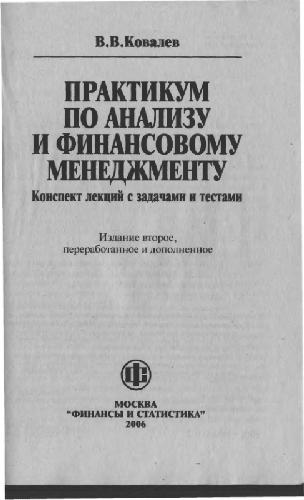 В.В.Ковалев
ПРАКТИКУМ
ПО АНАЛИЗУ
И ФИНАНСОВОМУ
МЕНЕДЖМЕНТУ
Конспект лекций с задачами и тестами
Издание второе,
переработанное и дополненное
МОСКВА
"ФИНАНСЫ И СТАТИСТИКА"
2006